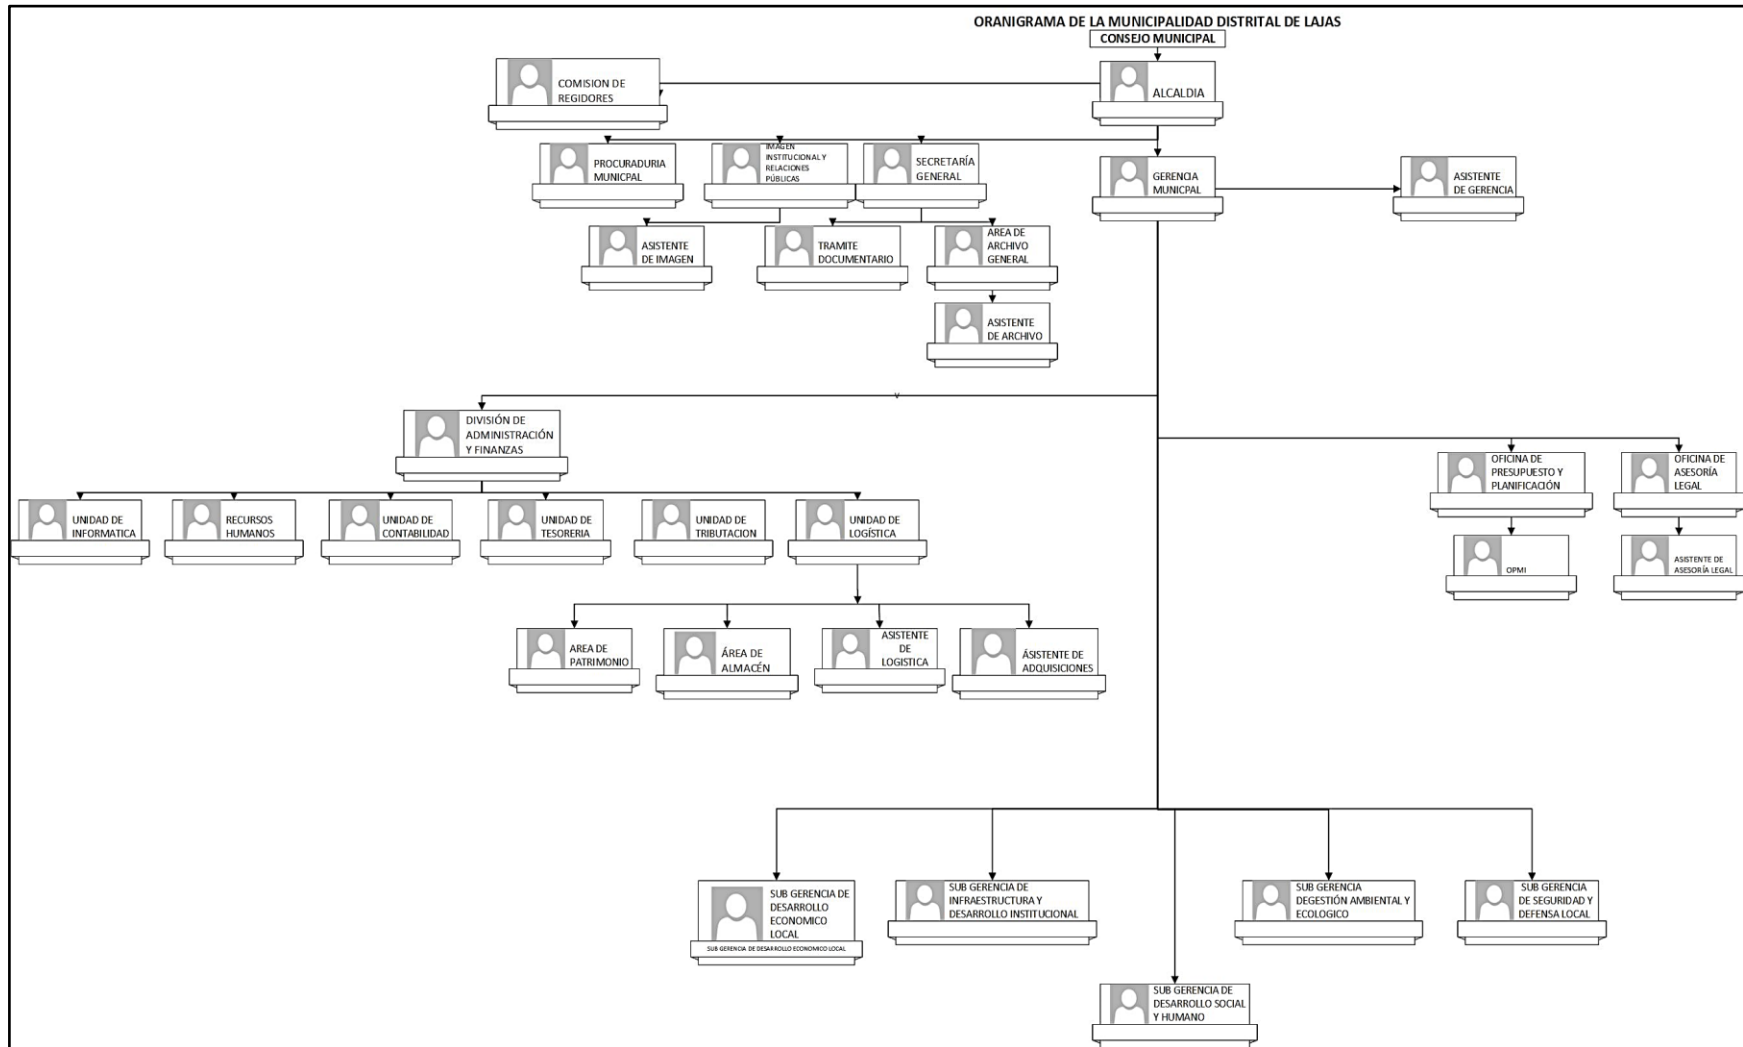 ORANIGRAMA DE LA MUNICIPALIDAD DISTRITAL DE LAJAS
CONSEJO MUNICIPAL
COMISION DE
REGIDORES
ALCALDIA
PROCURADURIA
MUNICPAL
IMAGEN
INSTITUCIONAL Y
RELACIONES
PÚBLICAS
SECRETARÍA
GENERAL
GERENCIA
MUNICPAL
ASISTENTE
DE GERENCIA
ASISTENTE
DE IMAGEN
TRAMITE
DOCUMENTARIO
AREA DE
ARCHIVO
GENERAL
ASISTENTE
DE ARCHIVO
V
DIVISIÓN DE
ADMINISTRACIÓN
Y FINANZAS
OFICINA DE
PRESUPUESTO Y
PLANIFICACIÓN
OFICINA DE
ASESORÍA
LEGAL
UNIDAD DE
INFORMATICA
RECURSOS
HUMANOS
UNIDAD DE
CONTABILIDAD
UNIDAD DE
TESORERIA
UNIDAD DE
TRIBUTACION
UNIDAD DE
LOGÍSTICA
OPMI
ASISTENTE DE
ASESORÍA LEGAL
AREA DE
PATRIMONIO
ÁREA DE
ALMACÉN
ASISTENTE
DE
LOGISTICA
ÁSISTENTE DE
ADQUISICIONES
SUB GERENCIA DE
DESARROLLO
ECONOMICO
LOCAL
SUB GERENCIA DE DESARROLLO ECONOMICO LOCAL
SUB GERENCIA DE
INFRAESTRUCTURA Y
DESARROLLO INSTITUCIONAL
SUB GERENCIA
DEGESTIÓN AMBIENTAL Y
ECOLOGICO
SUB GERENCIA
DE SEGURIDAD Y
DEFENSA LOCAL
SUB GERENCIA DE
DESARROLLO SOCIAL
Y HUMANO